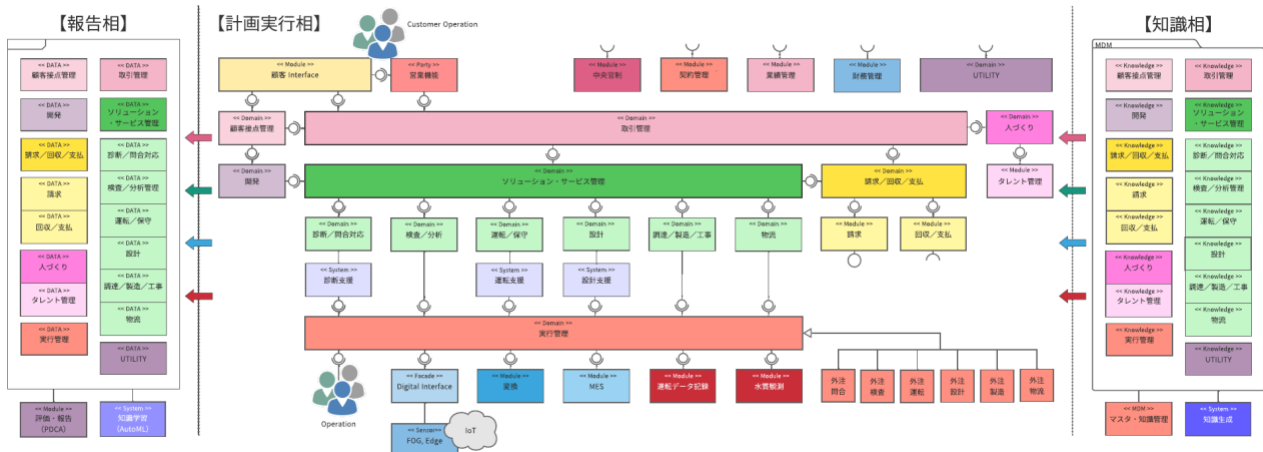 【報告相】
【計画実行相】
【知識相】
Customer Operation
<< DATA >>
顧客接点管理
<< DATA >>
取引管理
<< DATA >>
開発
<< DATA >>
ソリューション
・サービス管理
<< DATA >>
請求／回収／支払
<< DATA >>
診断／問合対応
<< DATA >>
請求
<< DATA >>
検査／分析管理
<< DATA >>
回収／支払
<< DATA >>
運転／保守
<< DATA >>
設計
<< DATA >>
人づくり
<< DATA >>
調達／製造／工事
<< DATA >>
タレント管理
<< DATA >>
物流
<< DATA >>
実行管理
<< DATA >>
UTILITY
<< Module >>
評価・報告
(PDCA)
<< System >>
知識学習
(AutoML)
<< Module >>
顧客 Interface
<< Party>>
営業機能
<< Module >>
中央官制
<< Module >>
契約管理
<< Module >>
業績管理
<< Module >>
財務管理
<< Domain >>
UTILITY
<< Domain >>
顧客接点管理
<< Domain >>
取引管理
<< Domain >>
人づくり
<< Domain >>
開発
<< Domain >>
ソリューション・サービス管理
<< Domain >>
請求／回収／支払
<< Module >>
タレント管理
<< Domain >>
診断／問合対応
<< Domain >>
検査／分析
<< Domain >>
運転／保守
<< Domain >>
設計
<< Domain >>
調達／製造／工事
<< Domain >>
物流
<< Module >>
請求
<< Module >>
回収／支払
<< System >>
診断支援
<< System >>
運転支援
<< System >>
設計支援
<< Domain >>
実行管理
Operation
<< Facade >>
Digital Interface
<< Module >>
変換
<< Module >>
MES
<< Module >>
運転データ記録
<< Module >>
水質観測
外注
問合
外注
検査
外注
運転
外注
設計
外注
製造
外注
物流
<< Senser>>
FOG, Edge
IoT
MDM
<< Knowledge >>
顧客接点管理
<< Knowledge >>
取引管理
<< Knowledge >>
開発
<< Knowledge >>
ソリューション
・サービス管理
<< Knowledge >>
請求／回収／支払
<< Knowledge >>
診断／問合対応
<< Knowledge >>
請求
<< Knowledge >>
検査／分析管理
<< Knowledge >>
回収／支払
<< Knowledge >>
運転／保守
<< Knowledge >>
設計
<< Knowledge >>
人づくり
<< Knowledge >>
調達／製造／工事
<< Knowledge >>
タレント管理
<< Knowledge >>
物流
<< Knowledge >>
実行管理
<< Knowledge >>
UTILITY
<< MDM >>
マスタ・知識管理
<< System >>
知識生成